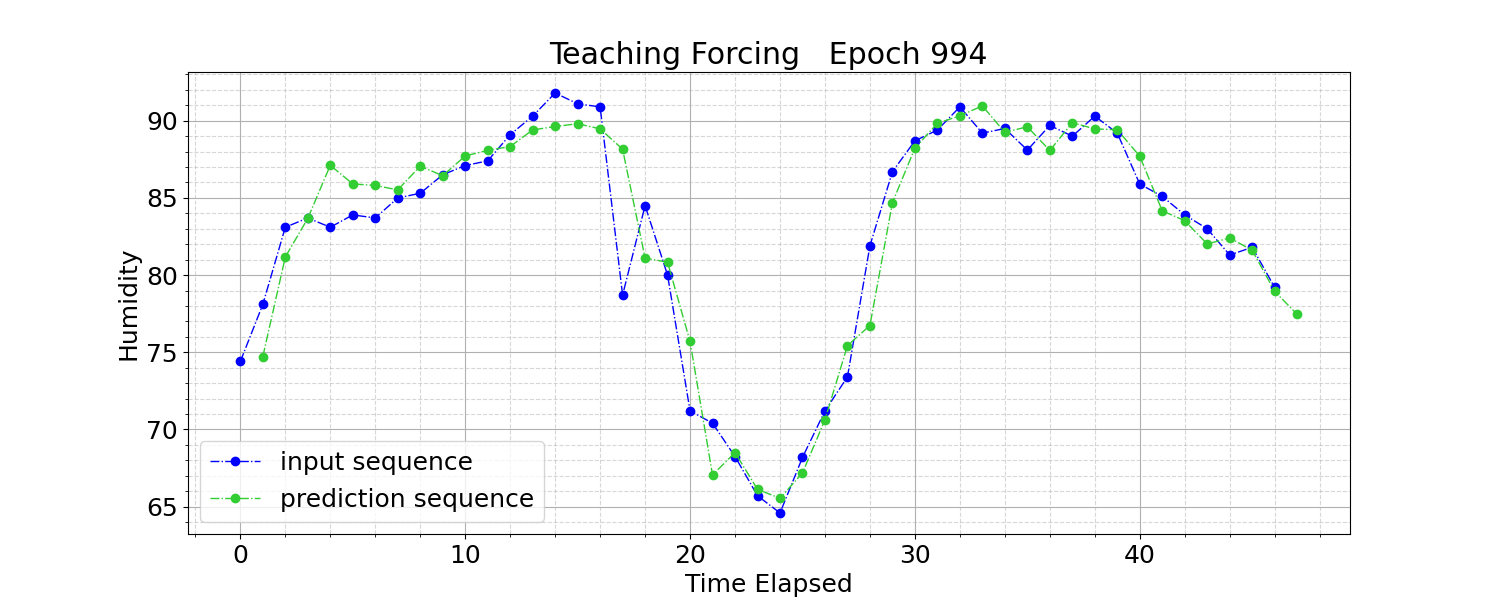 Teaching Forcing   Epoch 994
Humidity
90
85
80
75
70
65
input sequence
prediction sequence
0 10 20 30 40
Time Elapsed